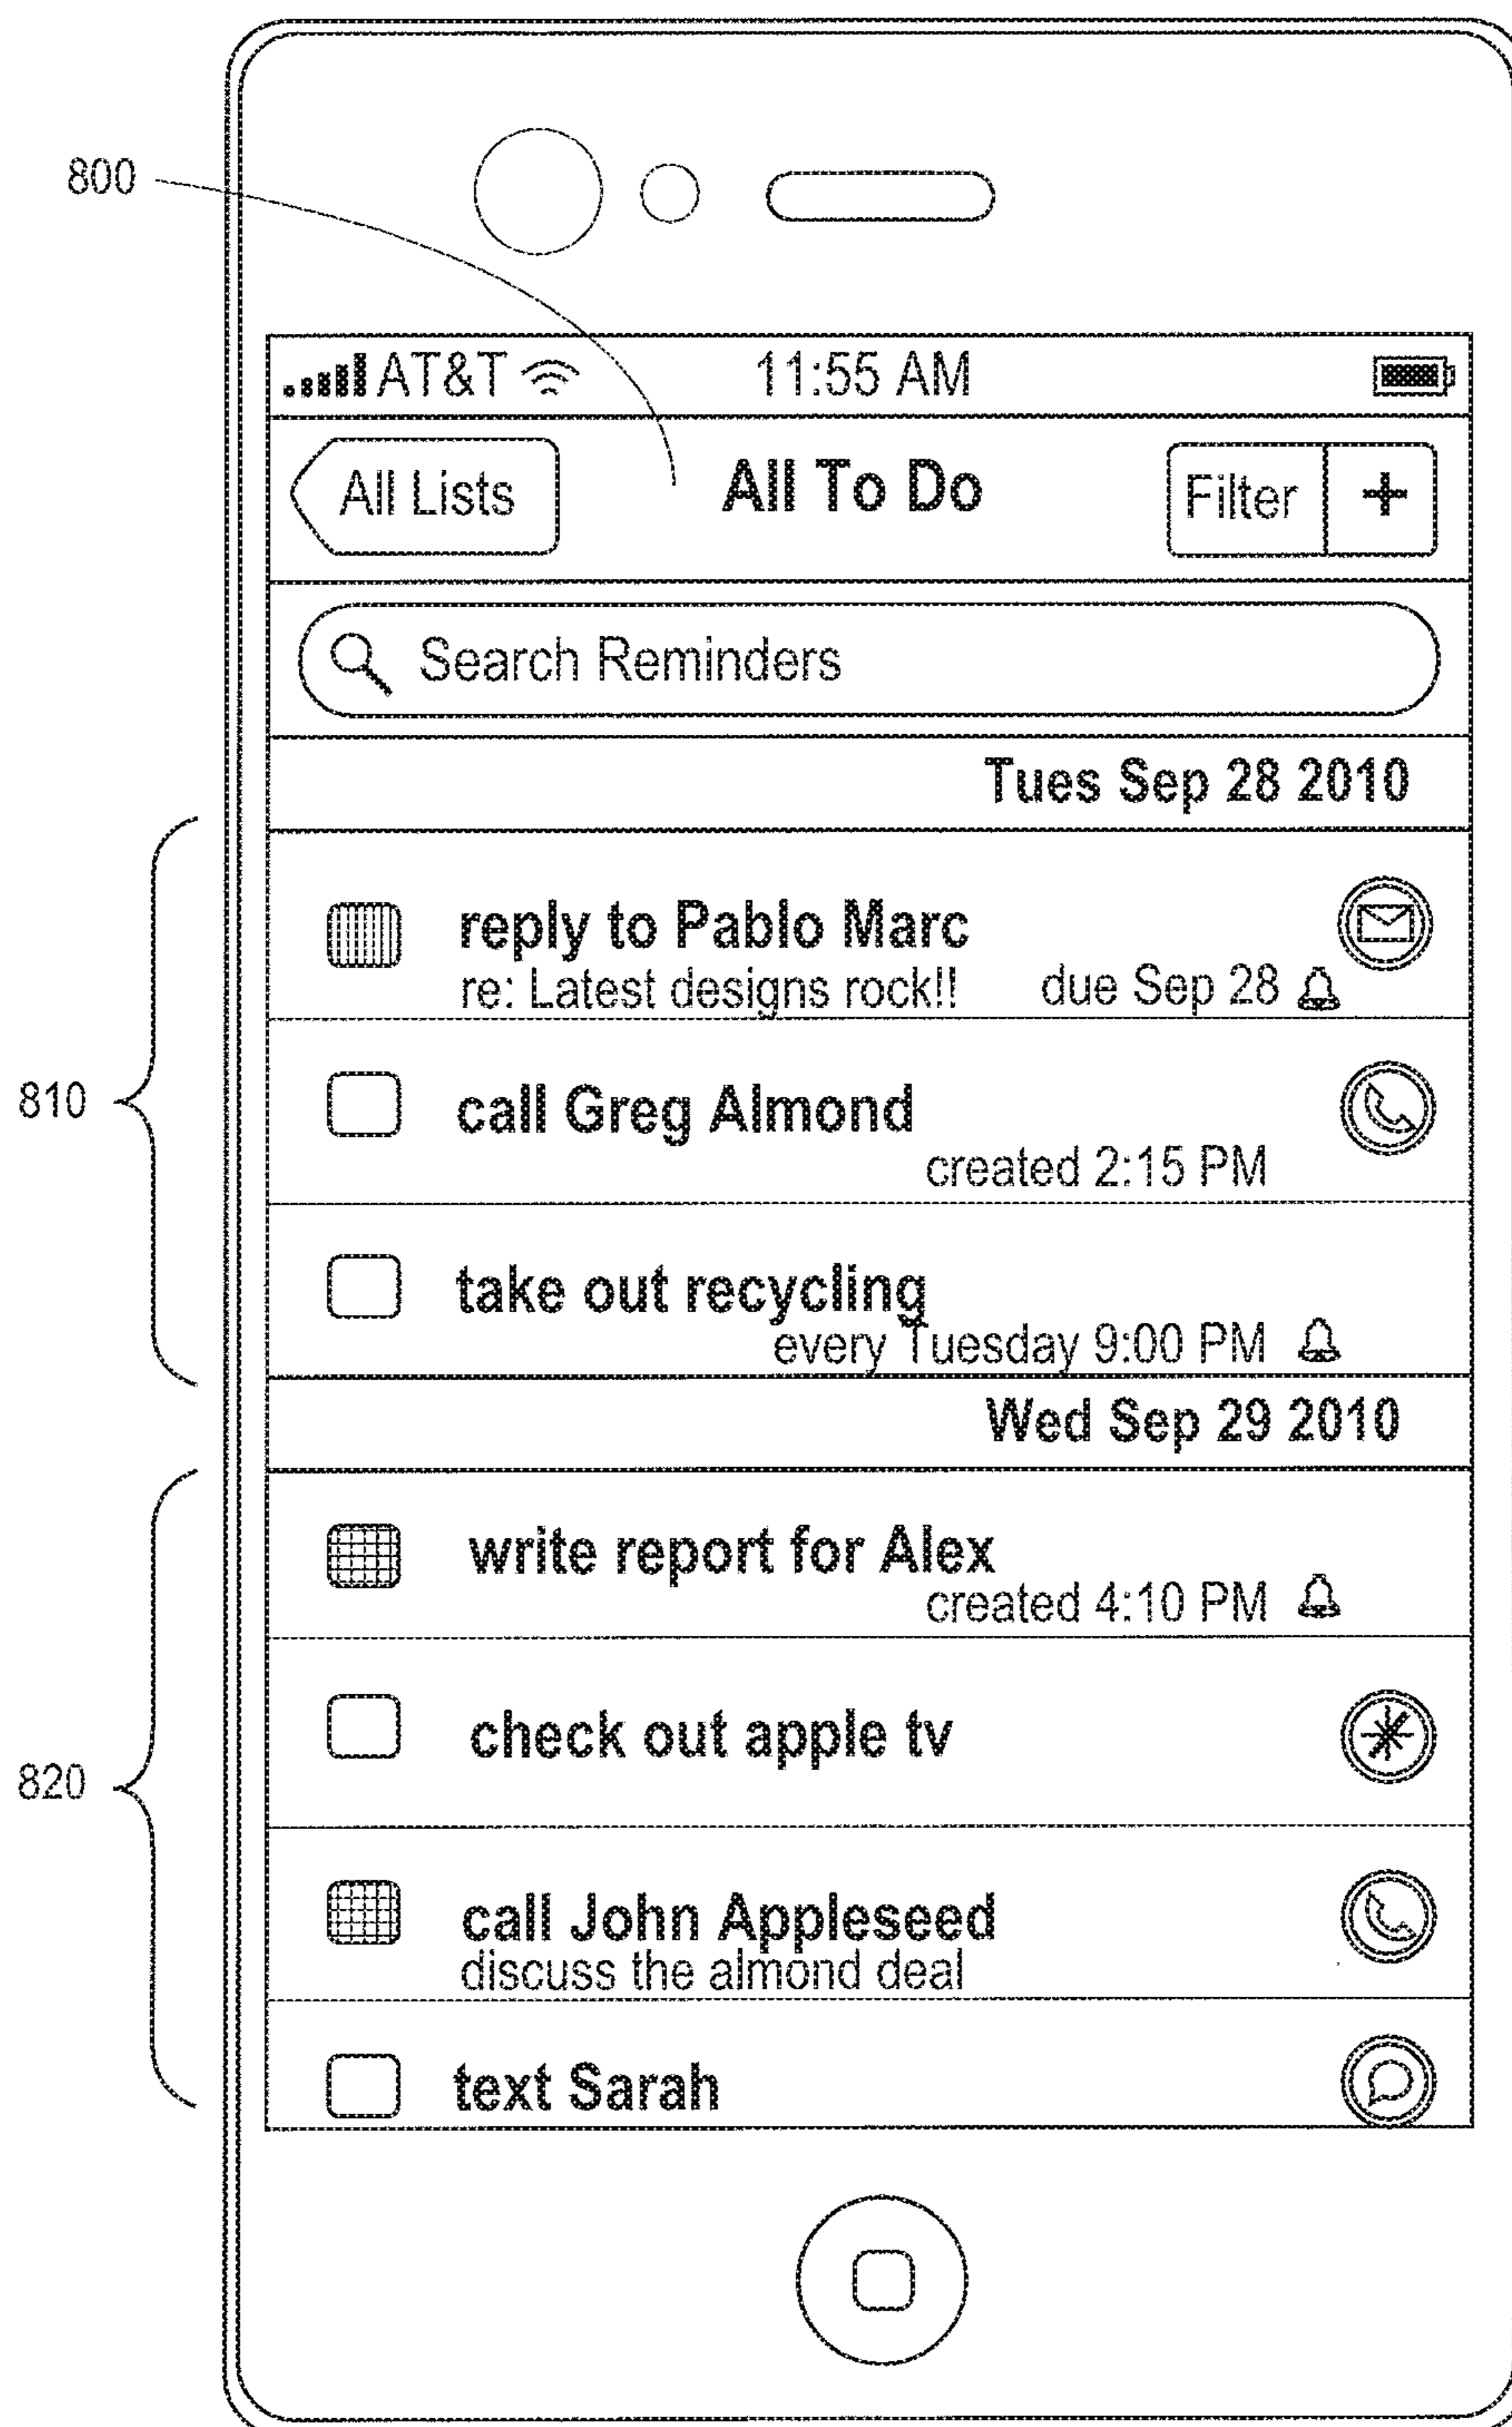 800
AT&T 11:55 AM
All Lists All To Do Filter +
Search Reminders
Tues Sep 28 2010
reply to Pablo Marc
re: Latest designs rock!! due Sep 28
810
call Greg Almond
created 2:15 PM
take out recycling
every Tuesday 9:00 PM
Wed Sep 29 2010
write report for Alex
created 4:10 PM
check out apple tv
820
call John Appleseed
discuss the almond deal
text Sarah